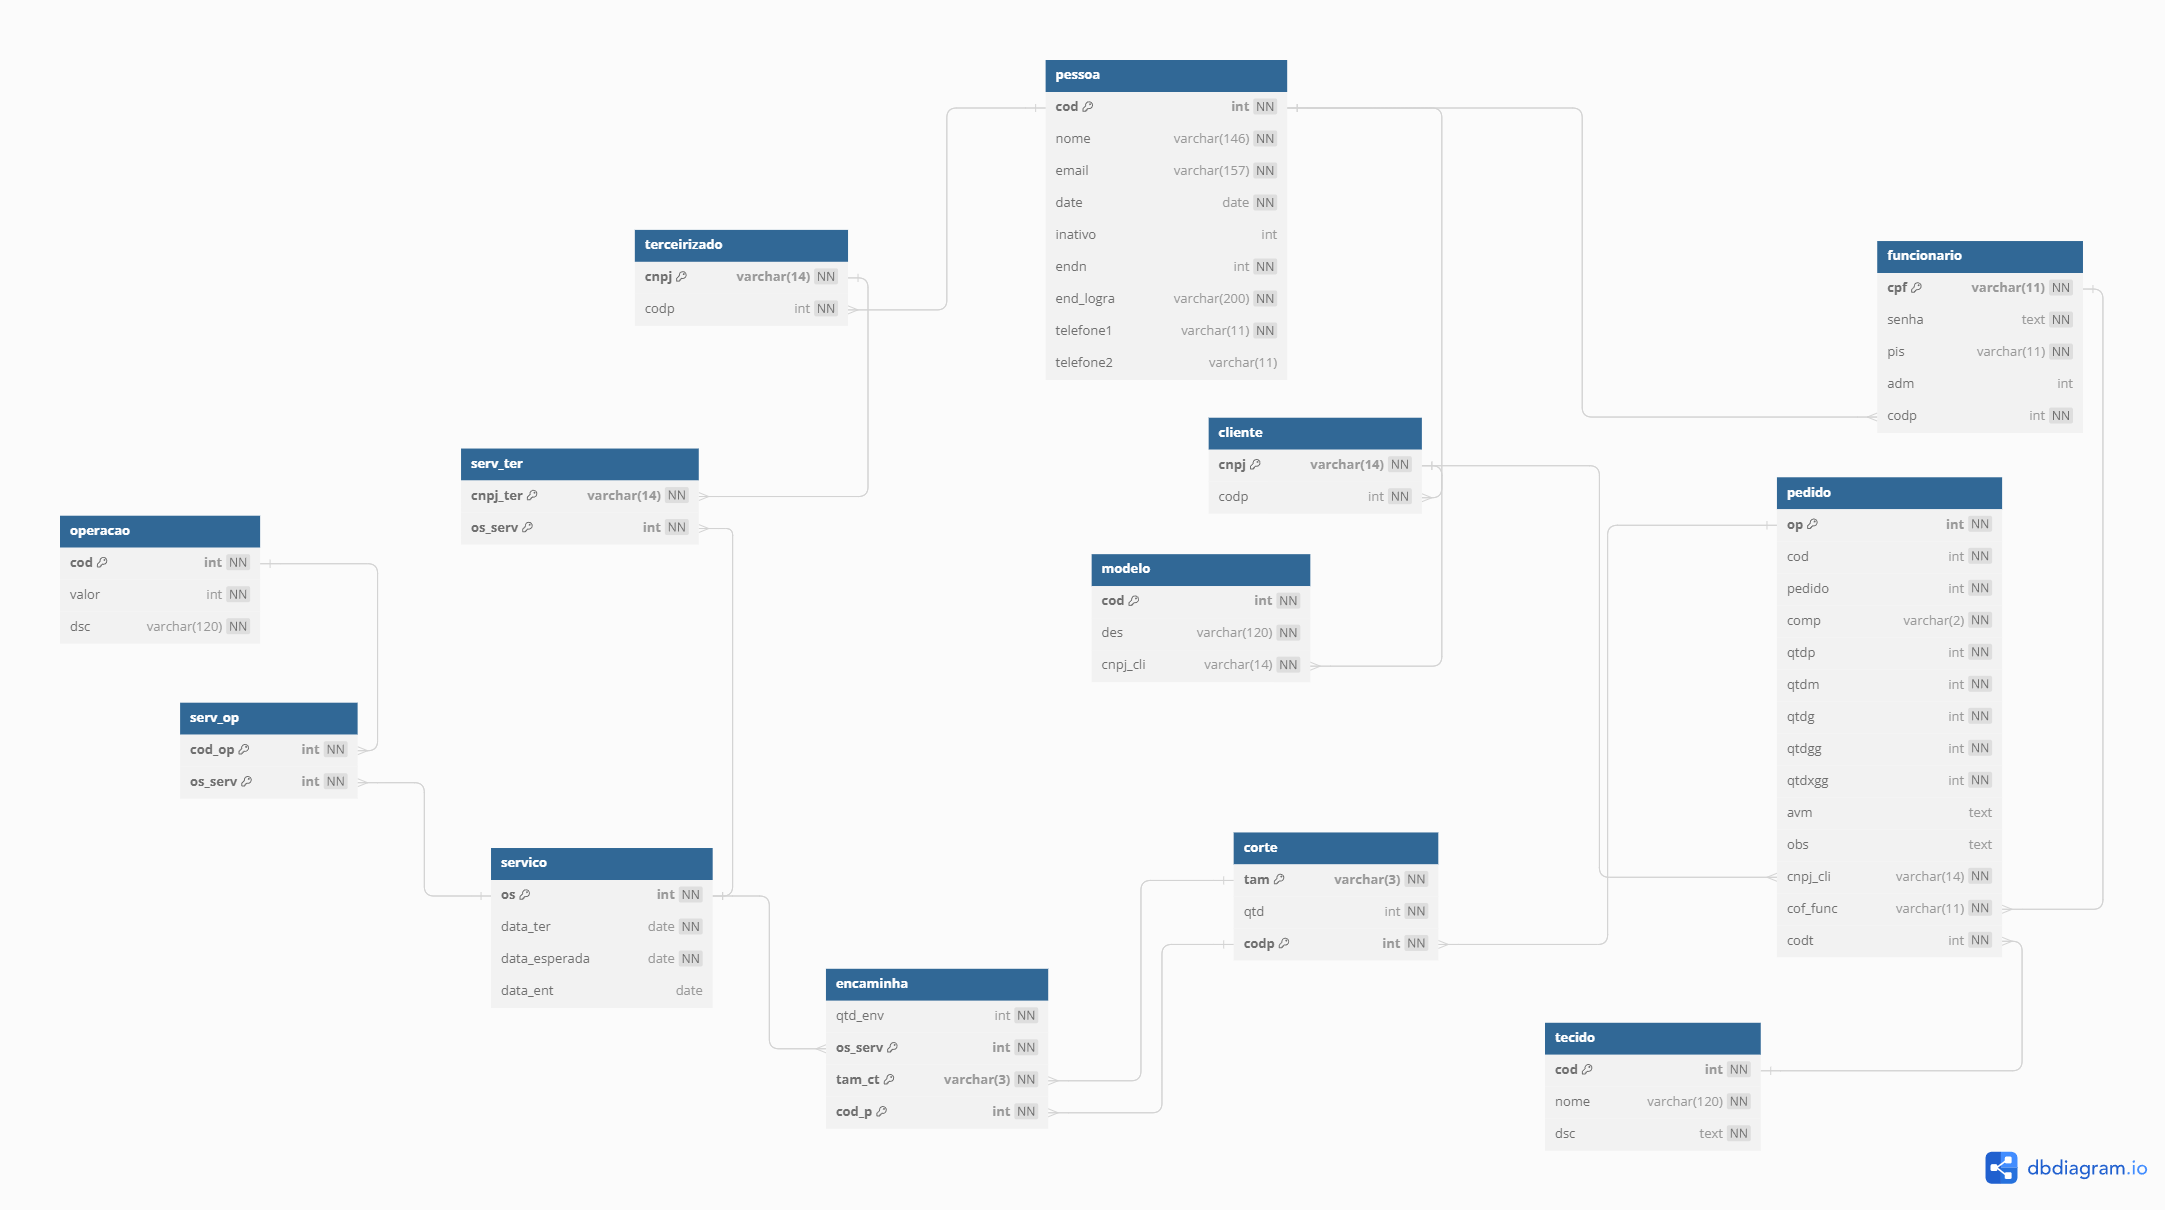 pessoa
cod int NN
nome varchar(146) NN
email varchar(157) NN
date date NN
inativo int
endn int NN
end_logra varchar(200) NN
telefone1 varchar(11) NN
telefone2 varchar(11)
terceirizado
cnpj varchar(14) NN
codp int NN
funcionario
cpf varchar(11) NN
senha text NN
pis varchar(11) NN
adm int
codp int NN
cliente
cnpj varchar(14) NN
codp int NN
serv_ter
cnpj_ter varchar(14) NN
os_serv int NN
pedido
op int NN
cod int NN
pedido int NN
comp varchar(2) NN
qtdp int NN
qtdm int NN
qtdg int NN
qtdgg int NN
qtdxgg int NN
avm text
obs text
cnpj_cli varchar(14) NN
cof_func varchar(11) NN
codt int NN
operacao
cod int NN
valor int NN
dsc varchar(120) NN
modelo
cod int NN
des varchar(120) NN
cnpj_cli varchar(14) NN
serv_op
cod_op int NN
os_serv int NN
servico
os int NN
data_ter date NN
data_esperada date NN
data_ent date
corte
tam varchar(3) NN
qtd int NN
codp int NN
encaminha
qtd_env int NN
os_serv int NN
tam_ct varchar(3) NN
cod_p int NN
tecido
cod int NN
nome varchar(120) NN
dsc text NN
dbdiagram.io